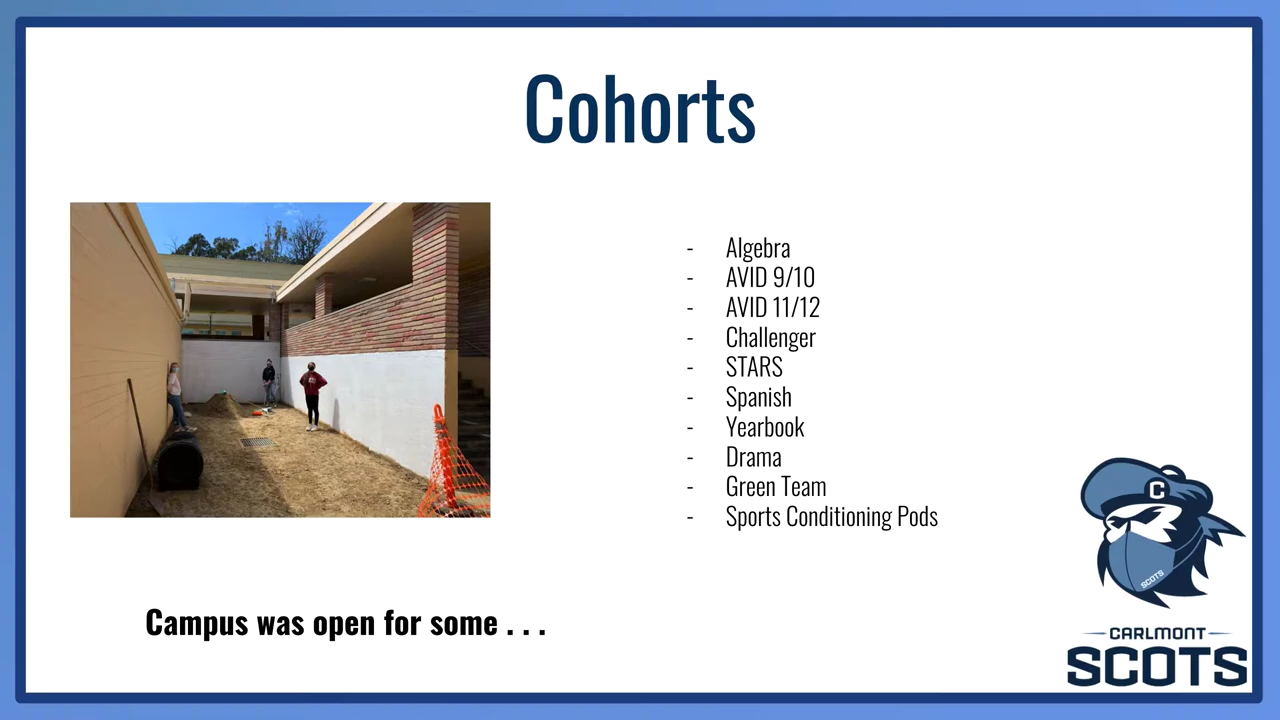 Cohorts
- Algebra
- AVID 9/10
- AVID 11/12
- Challenger
- STARS
- Spanish
- Yearbook
- Drama
- Green Team
- Sports Conditioning Pods
Campus was open for some . . .
C
SCOTS
CARLMONT
SCOTS